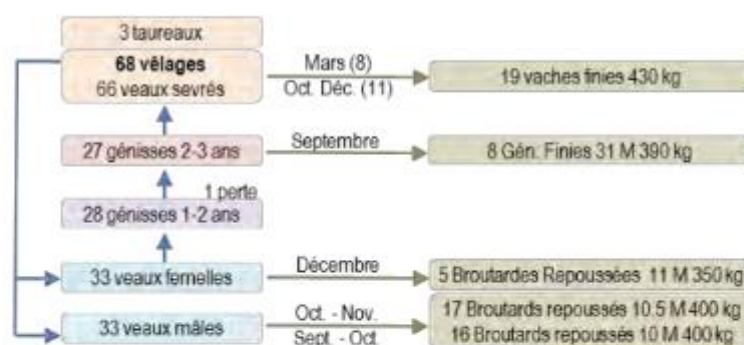 3 taureaux
68 vêlages
66 veaux sevrés
Mars (8)
Oct. Déc. (11)
19 vaches finies 430 kg
27 génisses 2-3 ans
Septembre
8 Gén. Finies 31 M 390 kg
1 perte
28 génisses 1-2 ans
33 veaux femelles
Décembre
5 Broutardes Repoussées 11 M 350 kg
33 veaux mâles
Oct. - Nov.
Sept. - Oct.
17 Broutards repoussés 10.5 M 400 kg
16 Broutards repoussés 10 M 400 kg